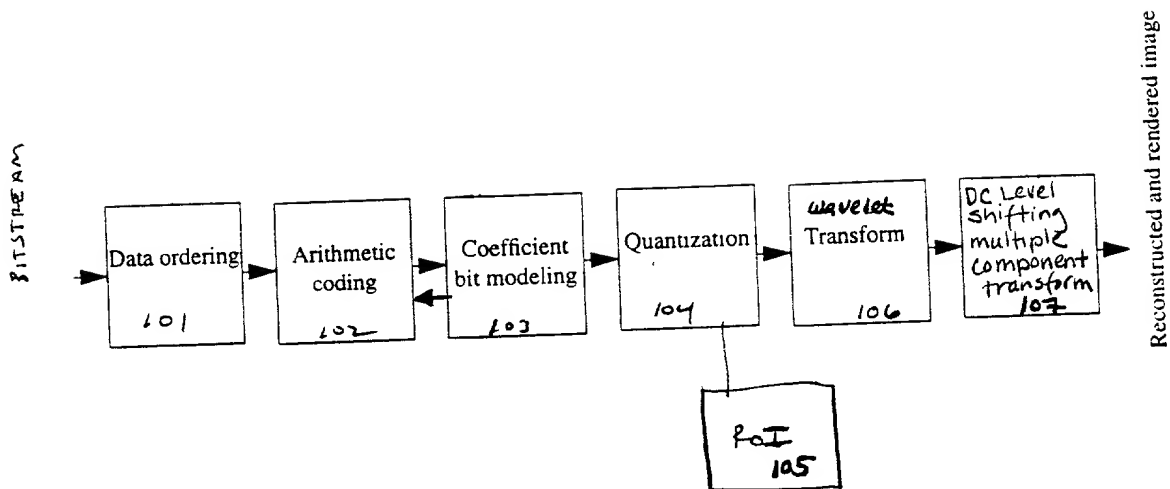 BITSTREAM
Data ordering
101
Arithmetic
coding
102
Coefficient
bit modeling
103
Quantization
104
wavelet
Transform
106
DC Level
shifting
multiple
component
transform
107
Reconstructed and rendered image
RoI
105